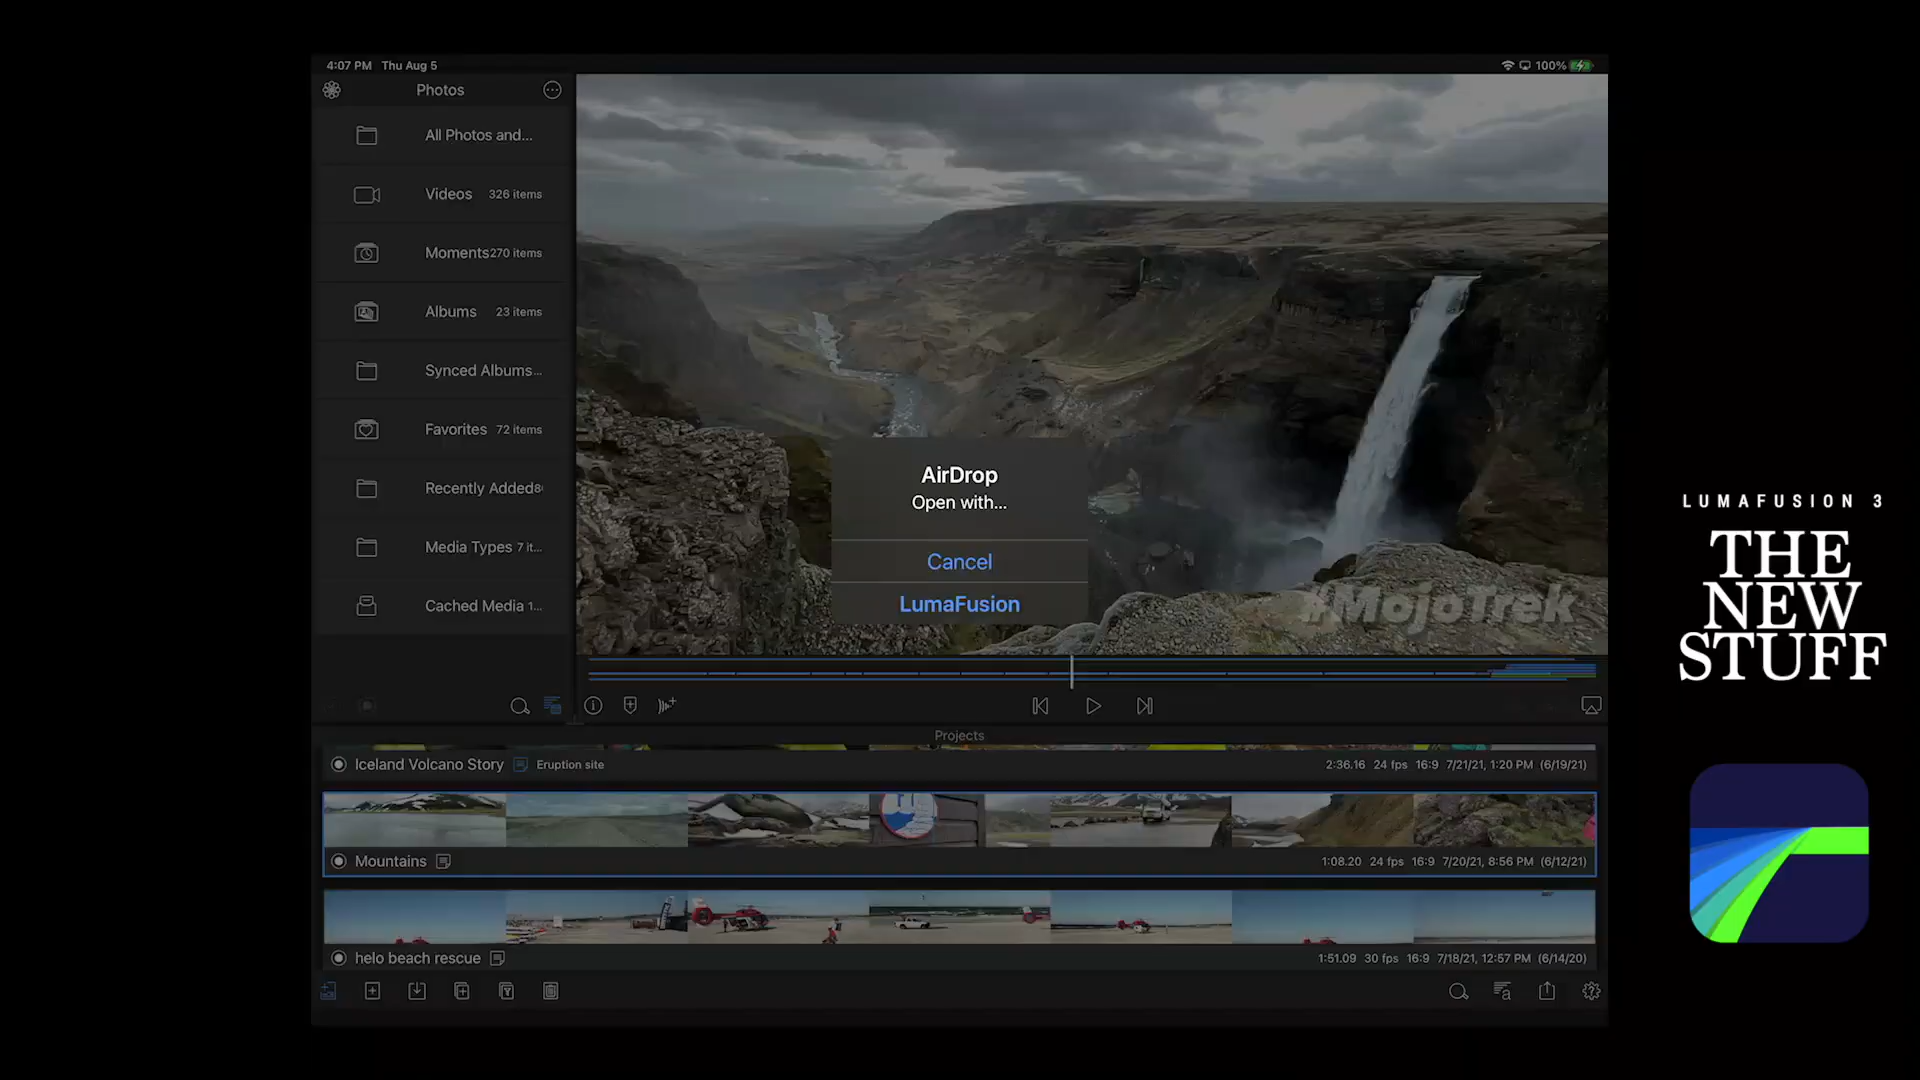 4:07 PM Thu Aug 5
100%
Photos
All Photos and...
Videos 326 items
Moments 270 items
Albums 23 items
Synced Albums...
Favorites 72 items
Recently Added
Media Types 7 it...
Cached Media 1...
AirDrop
Open with...
Cancel
LumaFusion
#MojoTrek
Projects
Iceland Volcano Story Eruption site 2:36.16 24 fps 16:9 7/21/21, 1:20 PM (6/19/21)
Mountains 1:08.20 24 fps 16:9 7/20/21, 8:56 PM (6/12/21)
helo beach rescue 1:51.09 30 fps 16:9 7/18/21, 12:57 PM (6/14/20)
LUMAFUSION 3
THE
NEW
STUFF